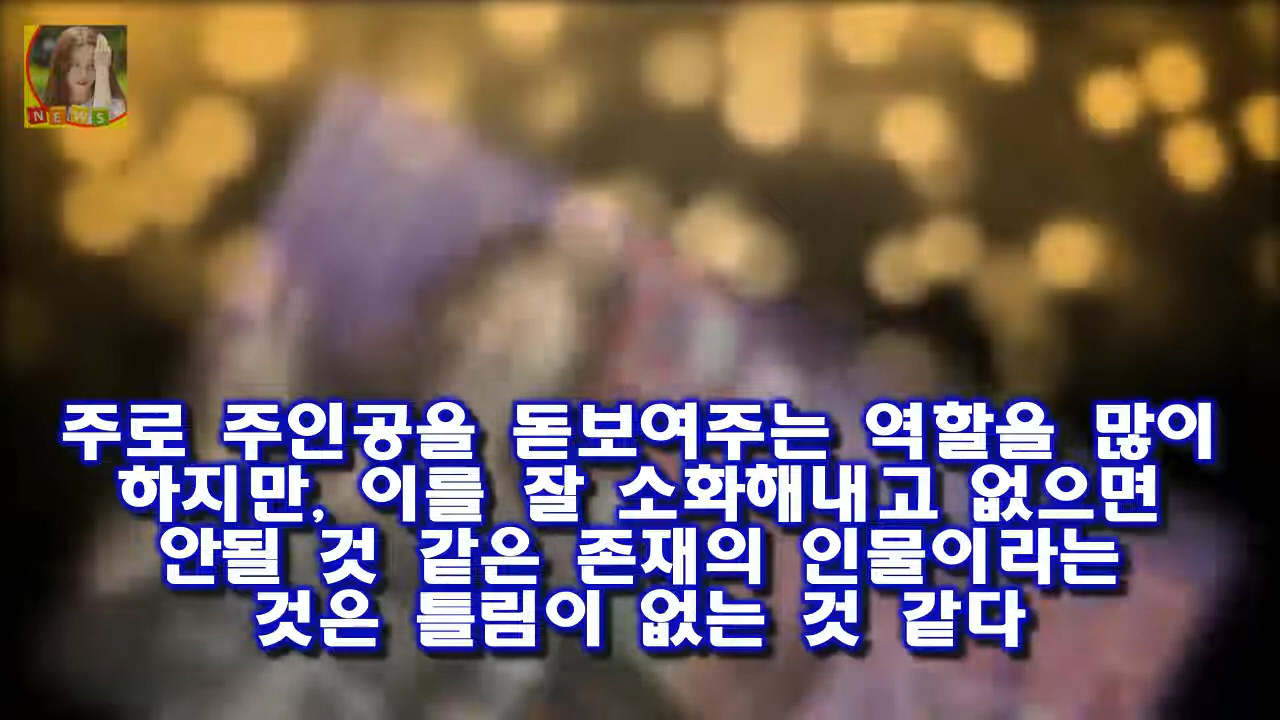 NEWS
주로 주인공을 돋보여주는 역할을 많이
하지만, 이를 잘 소화해내고 없으면
안될 것 같은 존재의 인물이라는
것은 틀림이 없는 것 같다